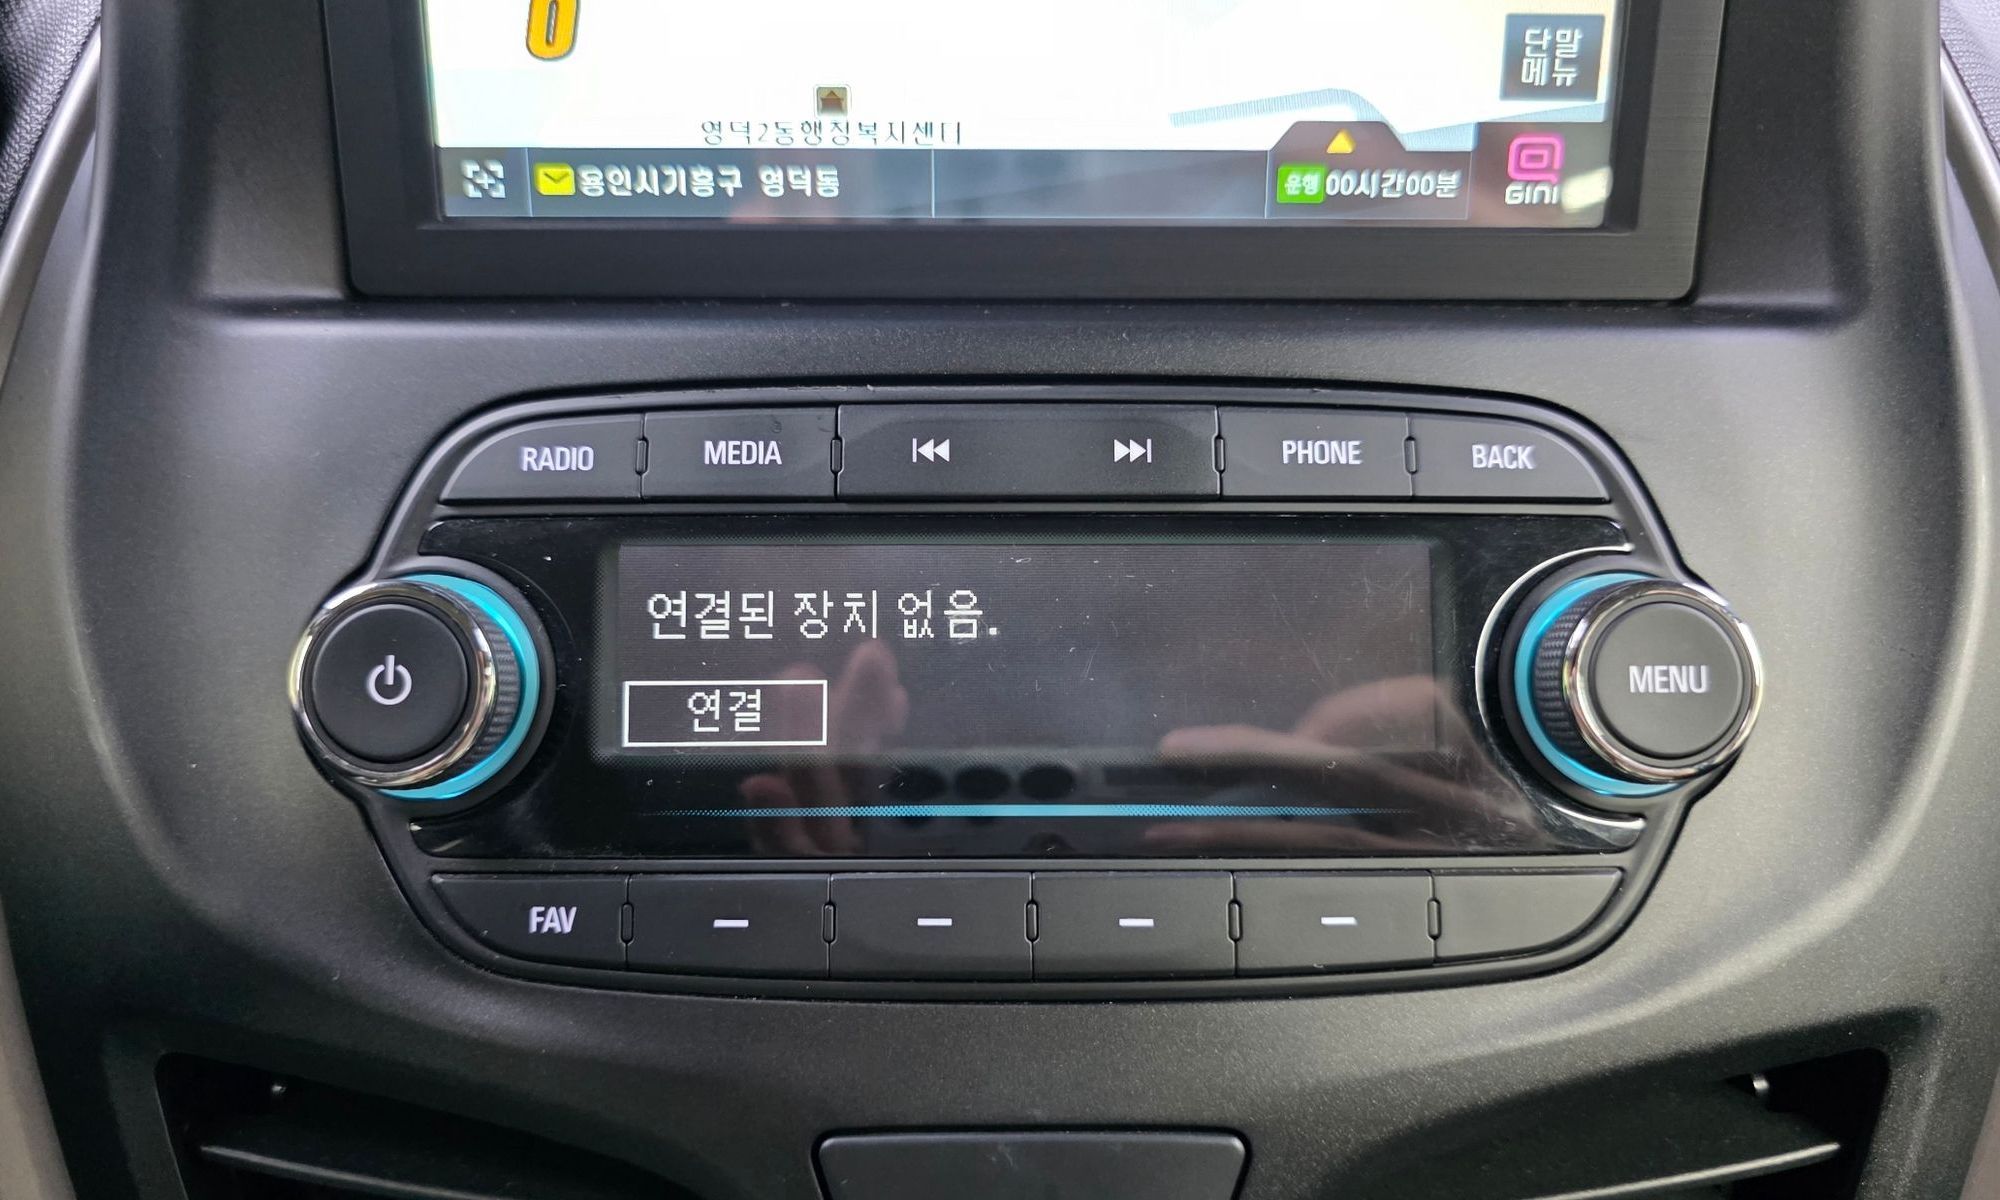 0
단말
메뉴
영덕2동행정복지센터
용인시기흥구 영덕동
운행 00시간00분
GINI
RADIO
MEDIA
PHONE
BACK
연결된 장치 없음.
연결
MENU
FAV